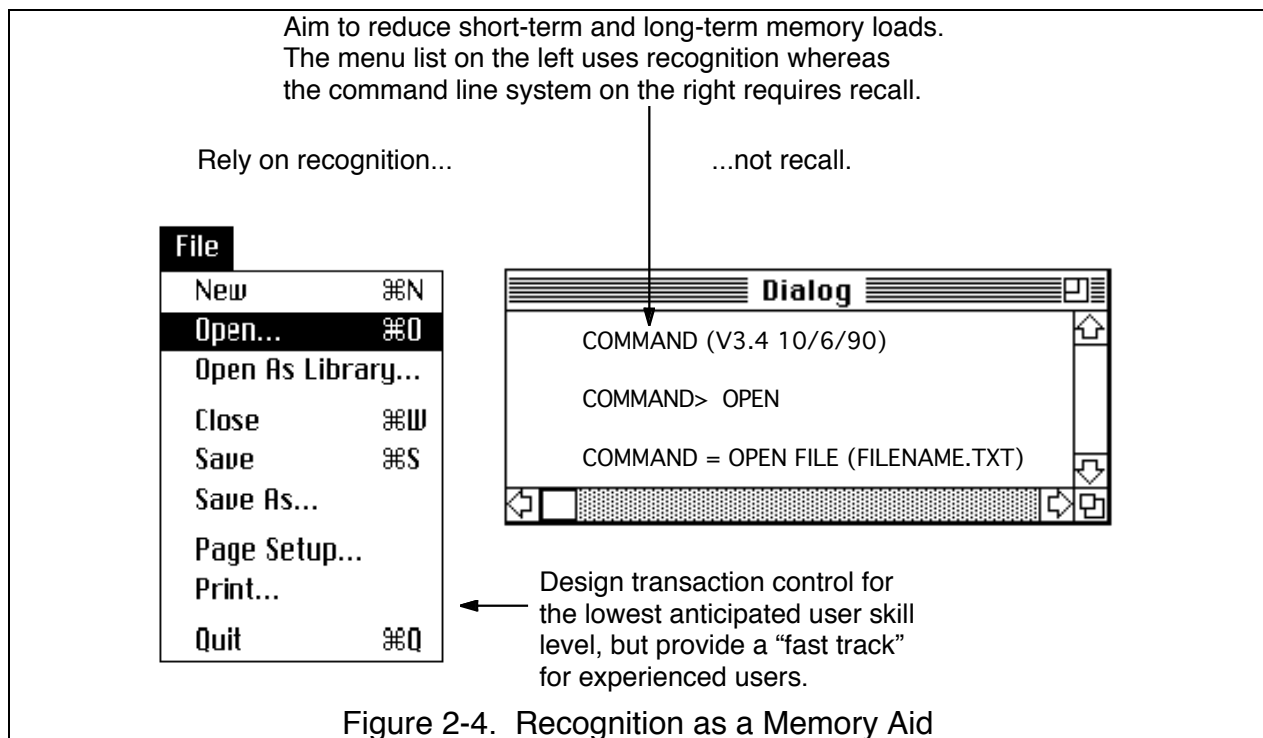 Aim to reduce short-term and long-term memory loads.
The menu list on the left uses recognition whereas
the command line system on the right requires recall.
Rely on recognition...
...not recall.
File
New ⌘N
Open... ⌘O
Open As Library...
Close ⌘W
Save ⌘S
Save As...
Page Setup...
Print...
Quit ⌘Q
Dialog
COMMAND (V3.4 10/6/90)
COMMAND> OPEN
COMMAND = OPEN FILE (FILENAME.TXT)
Design transaction control for
the lowest anticipated user skill
level, but provide a “fast track”
for experienced users.
Figure 2-4. Recognition as a Memory Aid